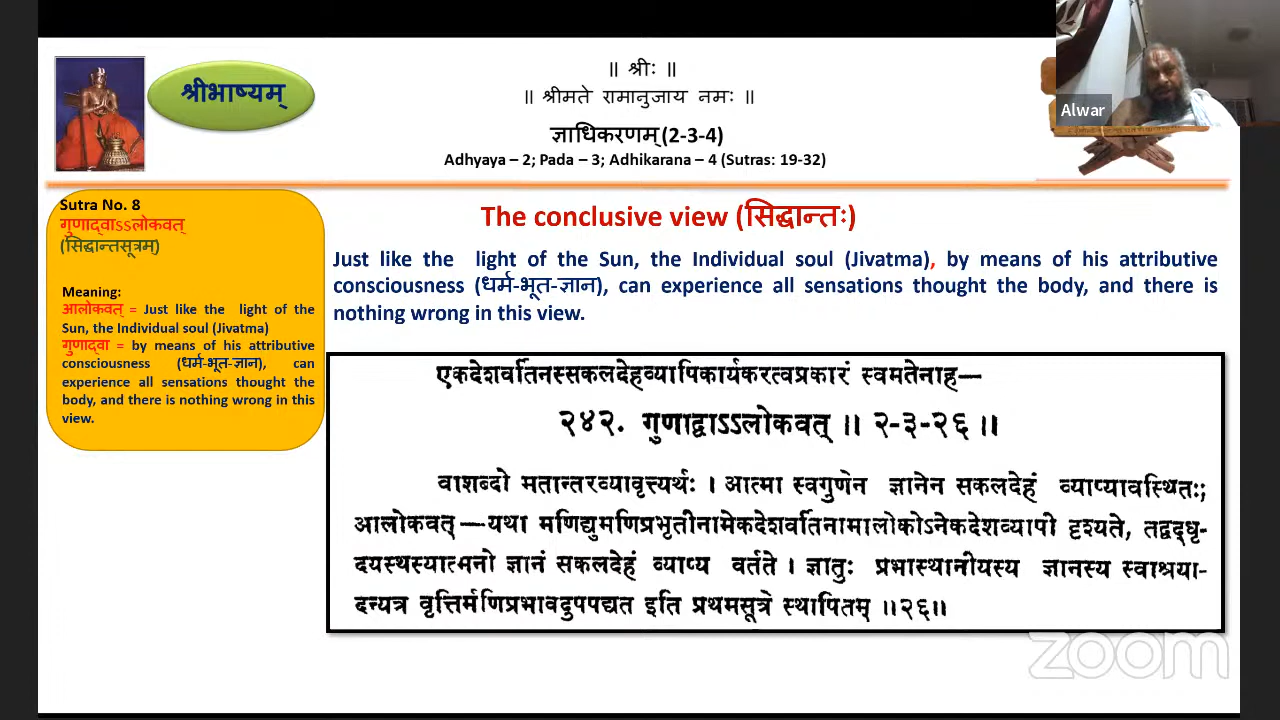 श्रीभाष्यम्
॥ श्रीः ॥
॥ श्रीमते रामानुजाय नमः ॥
ज्ञाधिकरणम् (2-3-4)
Adhyaya – 2; Pada – 3; Adhikarana – 4 (Sutras: 19-32)
Alwar
Sutra No. 8
गुणाद्वाऽऽलोकवत्
(सिद्धान्तसूत्रम्)
Meaning:
आलोकवत् = Just like the light of the
Sun, the Individual soul (Jivatma)
गुणाद्वा = by means of his attributive
consciousness (धर्म-भूत-ज्ञान), can
experience all sensations thought the
body, and there is nothing wrong in this
view.
The conclusive view (सिद्धान्तः)
Just like the light of the Sun, the Individual soul (Jivatma), by means of his attributive
consciousness (धर्म-भूत-ज्ञान), can experience all sensations thought the body, and there is
nothing wrong in this view.
एकदेशवर्तिनस्सकलदेहव्यापिकार्यकरत्वप्रकारं स्वमतेनाह—
२४२. गुणाद्वाऽऽलोकवत् ॥ २-३-२६ ॥
वाशब्दो मतान्तरव्यावृत्त्यर्थः । आत्मा स्वगुणेन ज्ञानेन सकलदेहं व्याप्यावस्थितः;
आलोकवत्—यथा मणिद्युमणिप्रभृतीनामेकदेशवर्तिनामालोकोऽनेकदेशव्यापी दृश्यते, तद्वद्धृ-
दयस्थस्यात्मनो ज्ञानं सकलदेहं व्याप्य वर्तते । ज्ञातुः प्रभास्थानीयस्य ज्ञानस्य स्वाश्रया-
दन्यत्र वृत्तिर्मणिप्रभावदुपपद्यत इति प्रथमसूत्रे स्थापितम् ॥२६॥
zoom